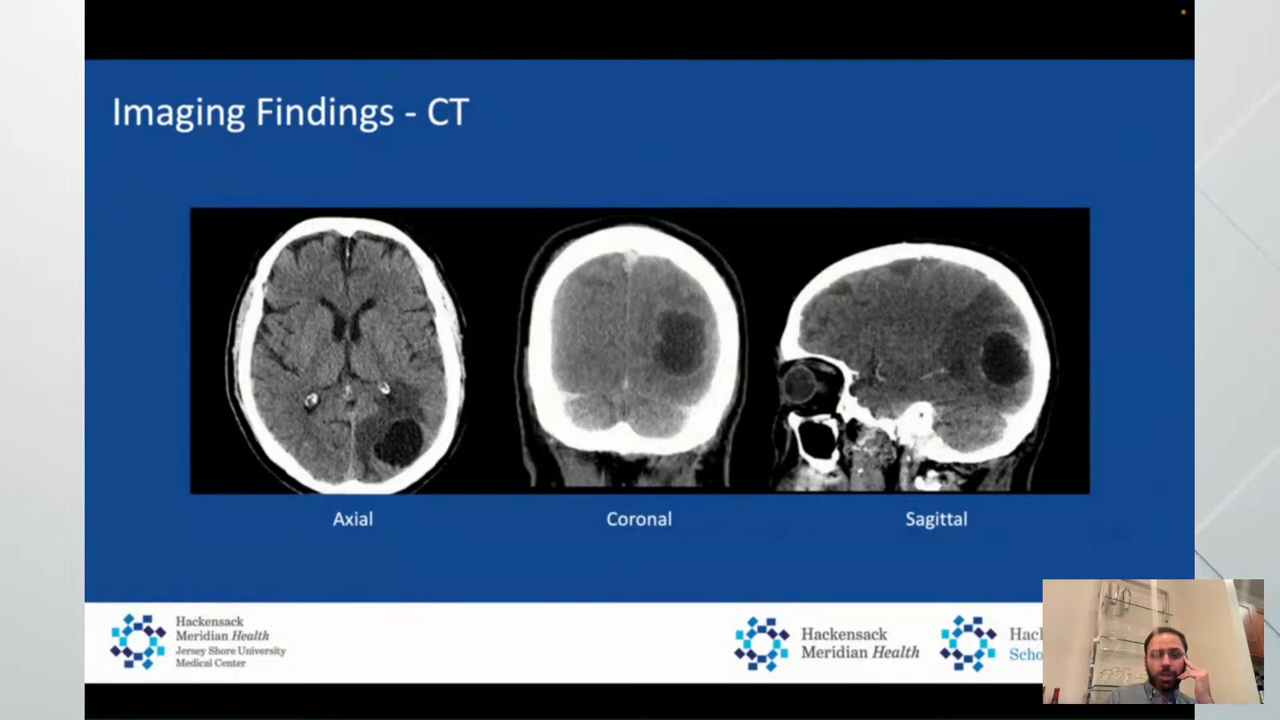 Imaging Findings - CT
Axial
Coronal
Sagittal
Hackensack
Meridian Health
Jersey Shore University
Medical Center
Hackensack
Meridian Health